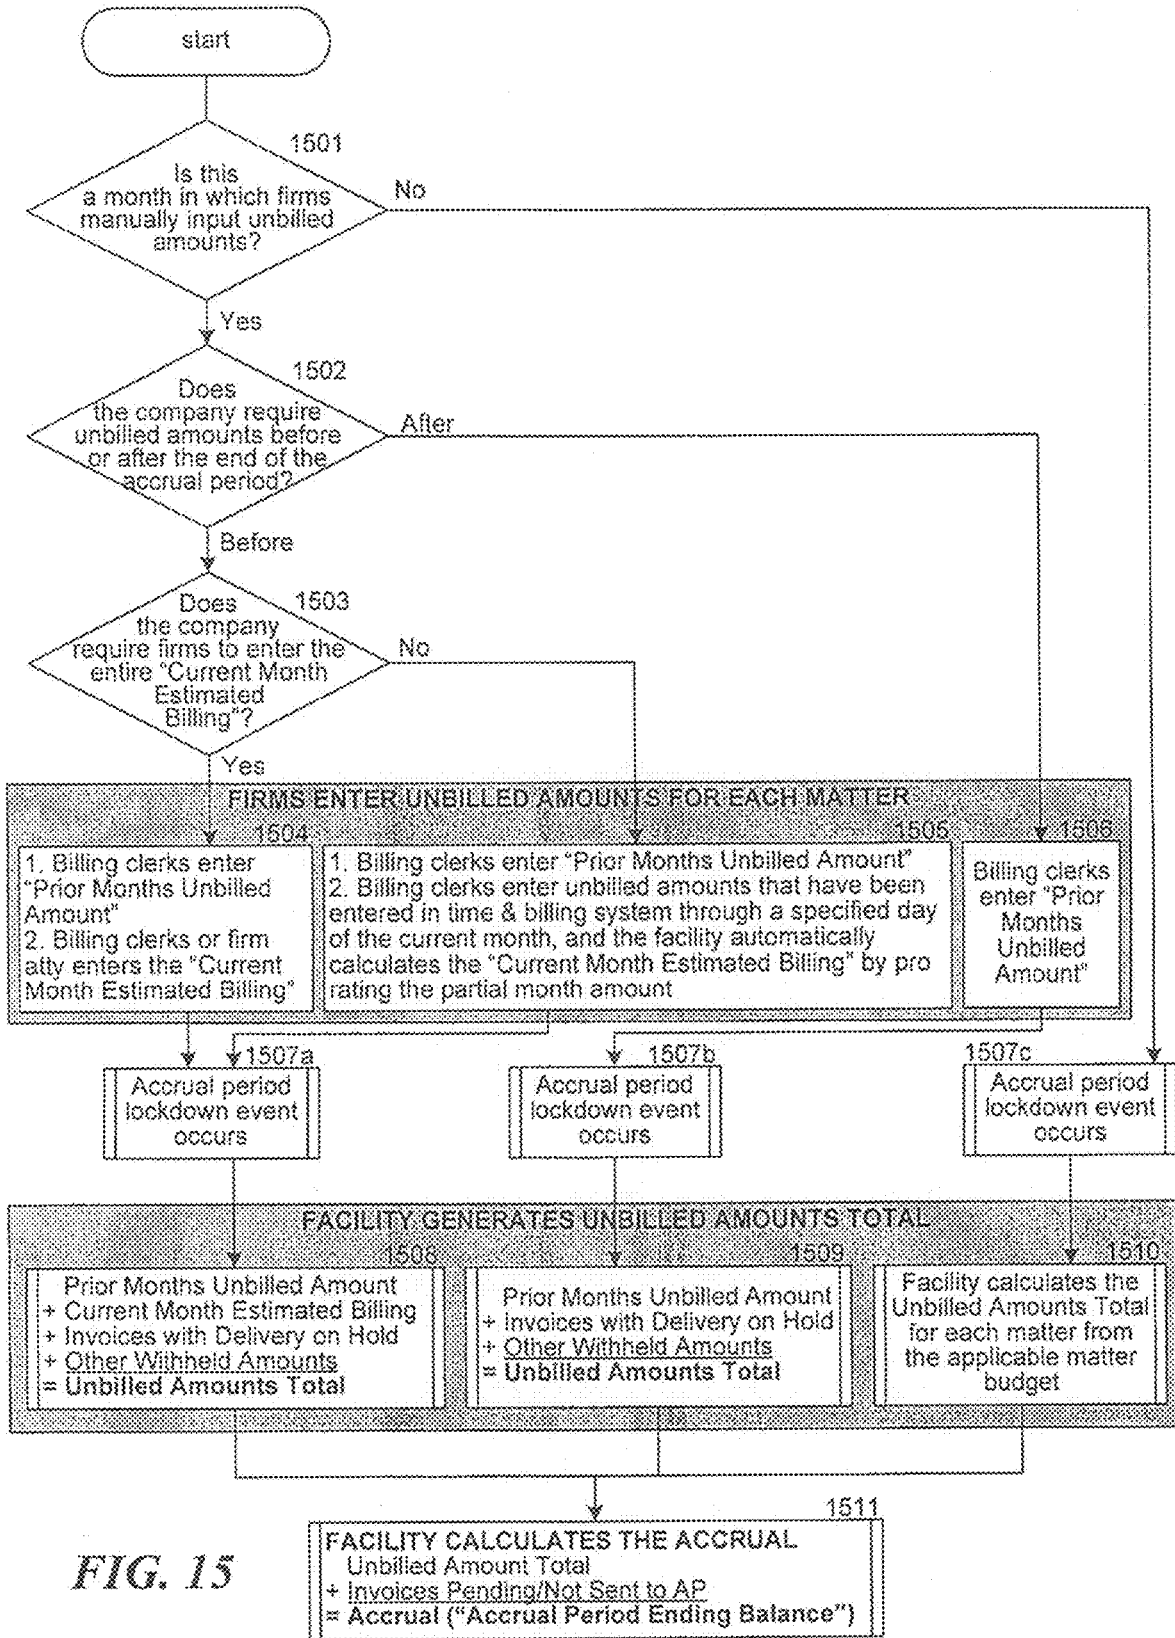 start
1501
Is this
a month in which firms
manually input unbilled
amounts?
No
Yes
1502
Does
the company require
unbilled amounts before
or after the end of the
accrual period?
After
Before
1503
Does
the company
require firms to enter the
entire "Current Month
Estimated
Billing"?
No
Yes
FIRMS ENTER UNBILLED AMOUNTS FOR EACH MATTER
1504
1. Billing clerks enter
"Prior Months Unbilled
Amount"
2. Billing clerks or firm
atty enters the "Current
Month Estimated Billing"
1505
1. Billing clerks enter "Prior Months Unbilled Amount"
2. Billing clerks enter unbilled amounts that have been
entered in time & billing system through a specified day
of the current month, and the facility automatically
calculates the "Current Month Estimated Billing" by pro
rating the partial month amount
1506
Billing clerks
enter "Prior
Months
Unbilled
Amount"
1507a
Accrual period
lockdown event
occurs
1507b
Accrual period
lockdown event
occurs
1507c
Accrual period
lockdown event
occurs
FACILITY GENERATES UNBILLED AMOUNTS TOTAL
1508
Prior Months Unbilled Amount
+ Current Month Estimated Billing
+ Invoices with Delivery on Hold
+ Other Withheld Amounts
= Unbilled Amounts Total
1509
Prior Months Unbilled Amount
+ Invoices with Delivery on Hold
+ Other Withheld Amounts
= Unbilled Amounts Total
1510
Facility calculates the
Unbilled Amounts Total
for each matter from
the applicable matter
budget
1511
FACILITY CALCULATES THE ACCRUAL
Unbilled Amount Total
+ Invoices Pending/Not Sent to AP
= Accrual ("Accrual Period Ending Balance")
FIG. 15